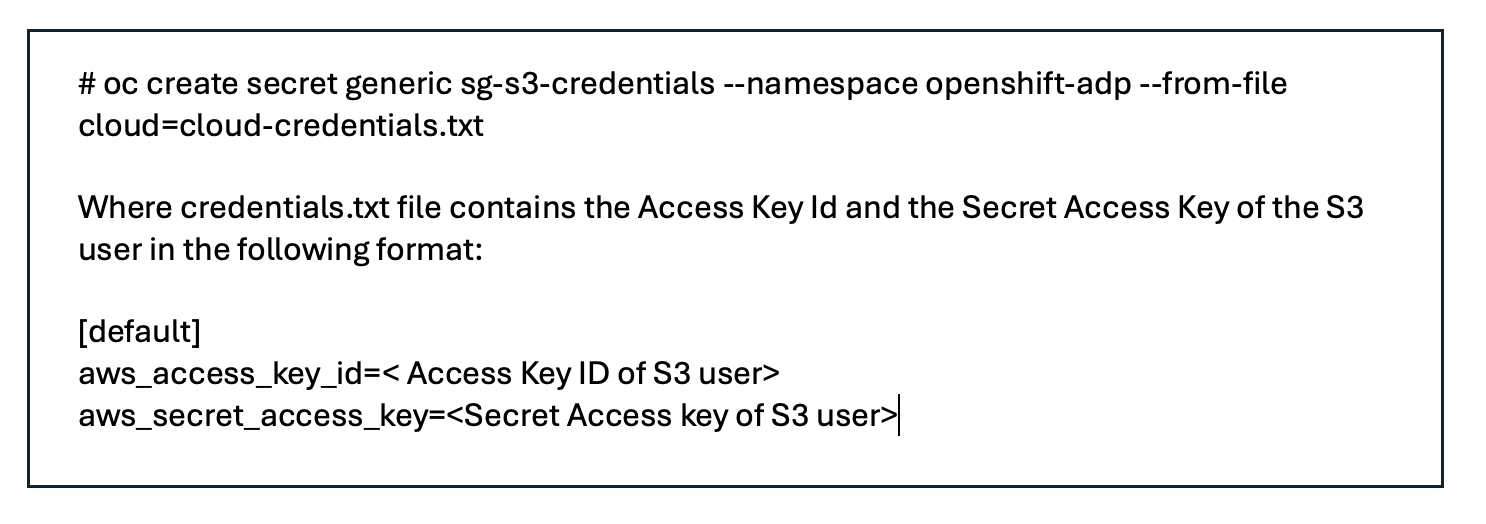 # oc create secret generic sg-s3-credentials --namespace openshift-adp --from-file
cloud=cloud-credentials.txt
Where credentials.txt file contains the Access Key Id and the Secret Access Key of the S3
user in the following format:
[default]
aws_access_key_id=< Access Key ID of S3 user>
aws_secret_access_key=<Secret Access key of S3 user>